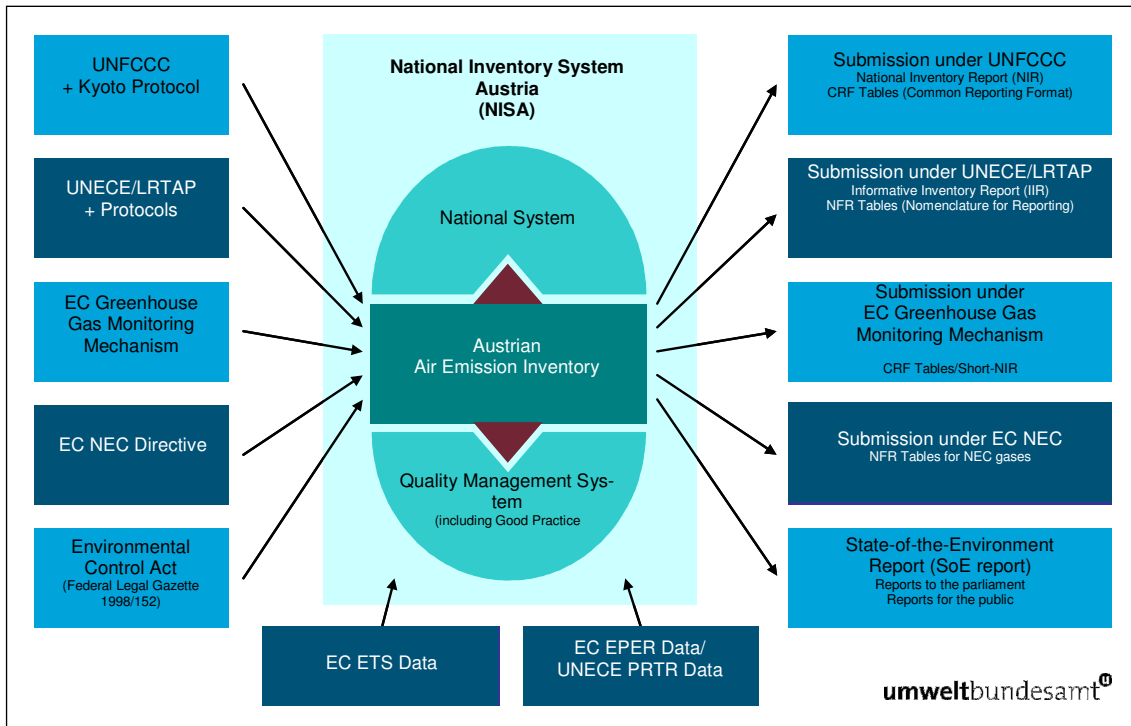 UNFCCC
+ Kyoto Protocol
UNECE/LRTAP
+ Protocols
EC Greenhouse
Gas Monitoring
Mechanism
EC NEC Directive
Environmental
Control Act
(Federal Legal Gazette
1998/152)
National Inventory System
Austria
(NISA)
National System
Austrian
Air Emission Inventory
Quality Management Sys-
tem
(including Good Practice
EC ETS Data
EC EPER Data/
UNECE PRTR Data
Submission under UNFCCC
National Inventory Report (NIR)
CRF Tables (Common Reporting Format)
Submission under UNECE/LRTAP
Informative Inventory Report (IIR)
NFR Tables (Nomenclature for Reporting)
Submission under
EC Greenhouse Gas
Monitoring Mechanism
CRF Tables/Short-NIR
Submission under EC NEC
NFR Tables for NEC gases
State-of-the-Environment
Report (SoE report)
Reports to the parliament
Reports for the public
umweltbundesamt U